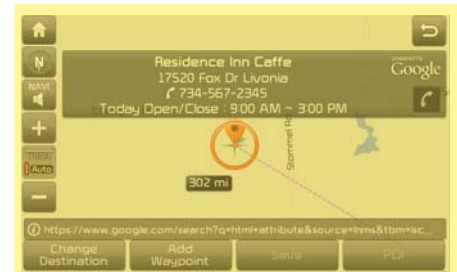 Residence Inn Caffe
17520 Fox Dr Livonia
734-567-2345
Today Open/Close : 9:00 AM ~ 3:00 PM
powered by
Google
N
NAVI
+
Auto
302 mi
Stommel Rd
https://www.google.com/search?q=html+attribute&source=lnms&tbm=isc...
Change Destination
Add Waypoint
Save
POI